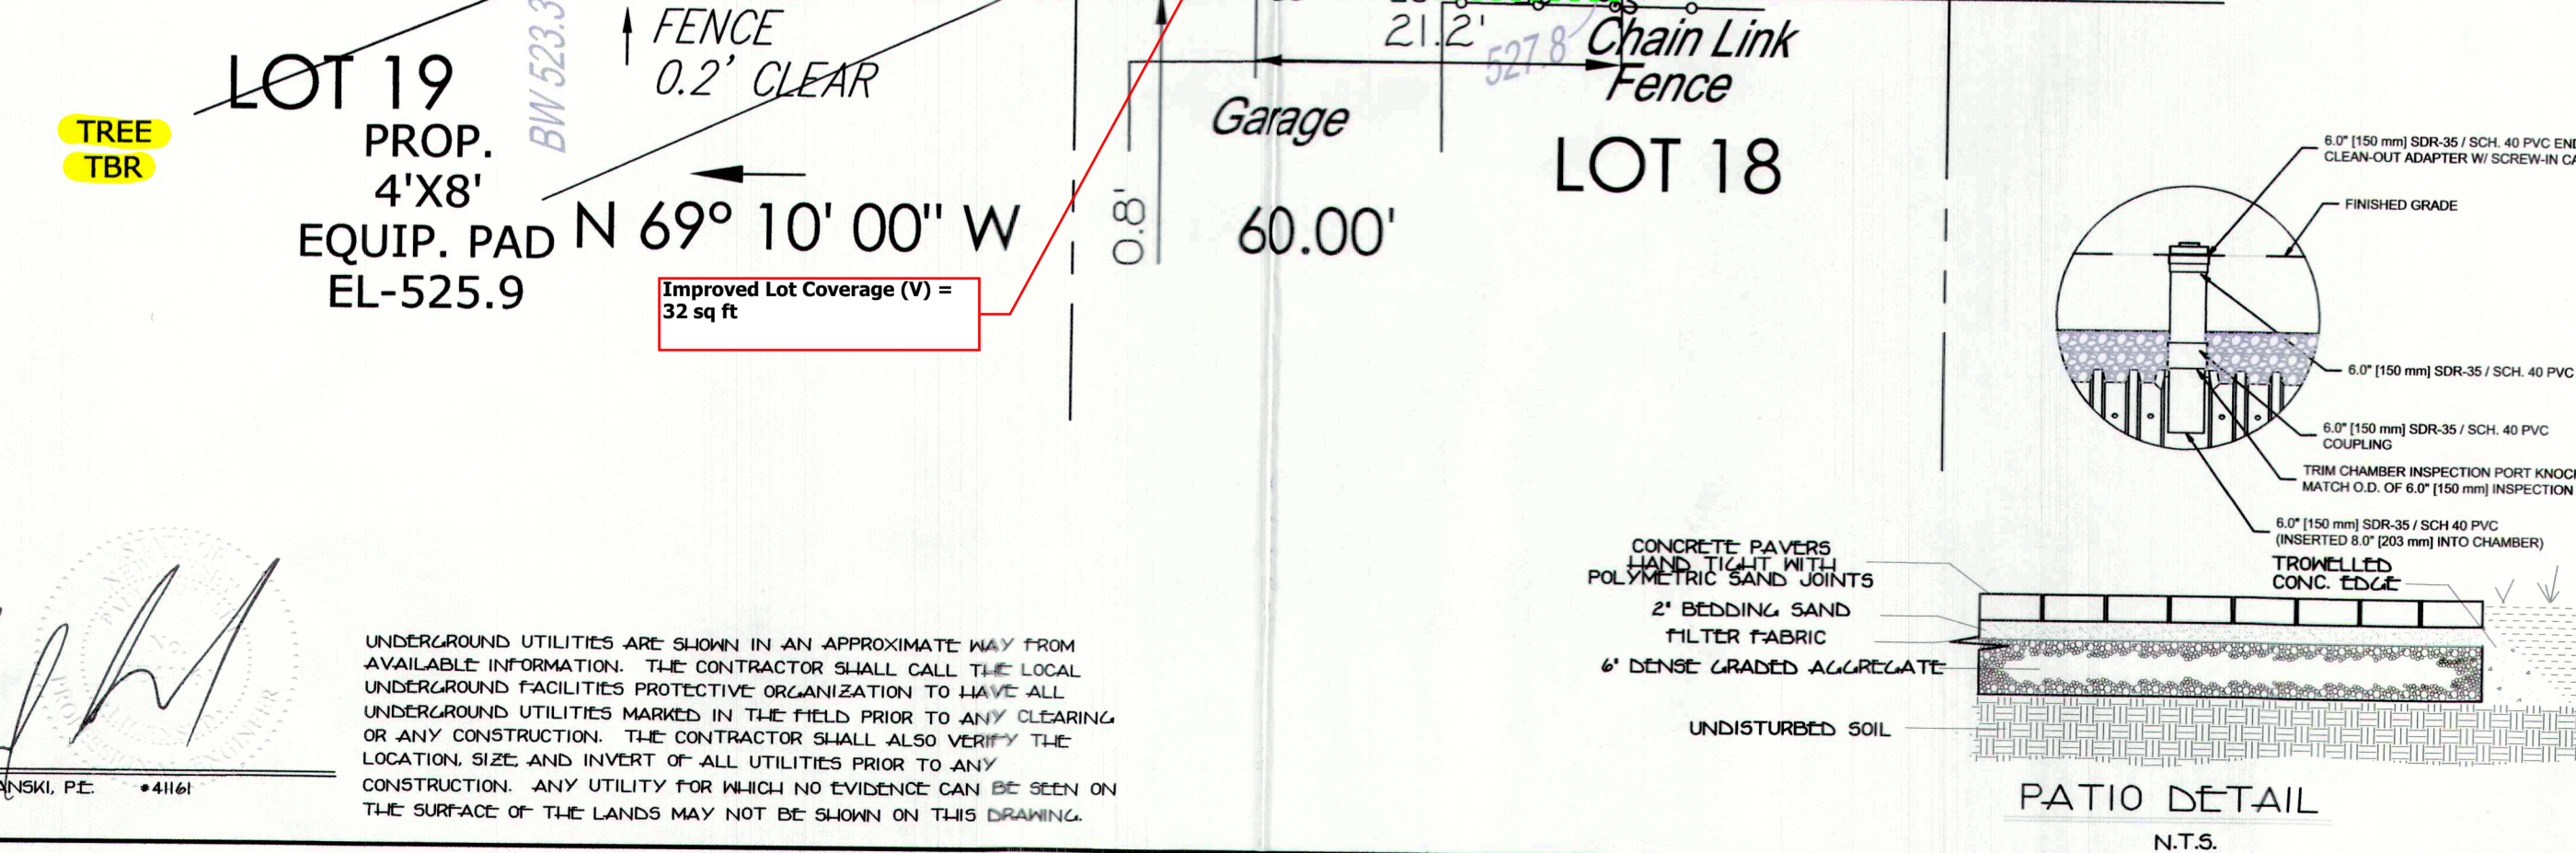 BW 523.3
FENCE
0.2' CLEAR
LOT 19
TREE
TBR
PROP.
4'X8'
EQUIP. PAD
EL-525.9
N 69° 10' 00" W
60.00'
Improved Lot Coverage (V) =
32 sq ft
21.2'
527.8
Chain Link
Fence
Garage
0.8'
LOT 18
6.0" [150 mm] SDR-35 / SCH. 40 PVC END
CLEAN-OUT ADAPTER W/ SCREW-IN
FINISHED GRADE
6.0" [150 mm] SDR-35 / SCH. 40 PVC
6.0" [150 mm] SDR-35 / SCH. 40 PVC
COUPLING
TRIM CHAMBER INSPECTION PORT
MATCH O.D. OF 6.0" [150 mm] INSPECTION
6.0" [150 mm] SDR-35 / SCH 40 PVC
(INSERTED 8.0" [203 mm] INTO CHAMBER)
CONCRETE PAVERS
HAND TIGHT WITH
POLYMETRIC SAND JOINTS
2" BEDDING SAND
FILTER FABRIC
6" DENSE GRADED AGGREGATE
UNDISTURBED SOIL
TROWELLED
CONC. EDGE
PATIO DETAIL
N.T.S.
UNDERGROUND UTILITIES ARE SHOWN IN AN APPROXIMATE WAY FROM
AVAILABLE INFORMATION. THE CONTRACTOR SHALL CALL THE LOCAL
UNDERGROUND FACILITIES PROTECTIVE ORGANIZATION TO HAVE ALL
UNDERGROUND UTILITIES MARKED IN THE FIELD PRIOR TO ANY CLEARING
OR ANY CONSTRUCTION. THE CONTRACTOR SHALL ALSO VERIFY THE
LOCATION, SIZE, AND INVERT OF ALL UTILITIES PRIOR TO ANY
CONSTRUCTION. ANY UTILITY FOR WHICH NO EVIDENCE CAN BE SEEN ON
THE SURFACE OF THE LANDS MAY NOT BE SHOWN ON THIS DRAWING.
ANSKI, P.E. #41161